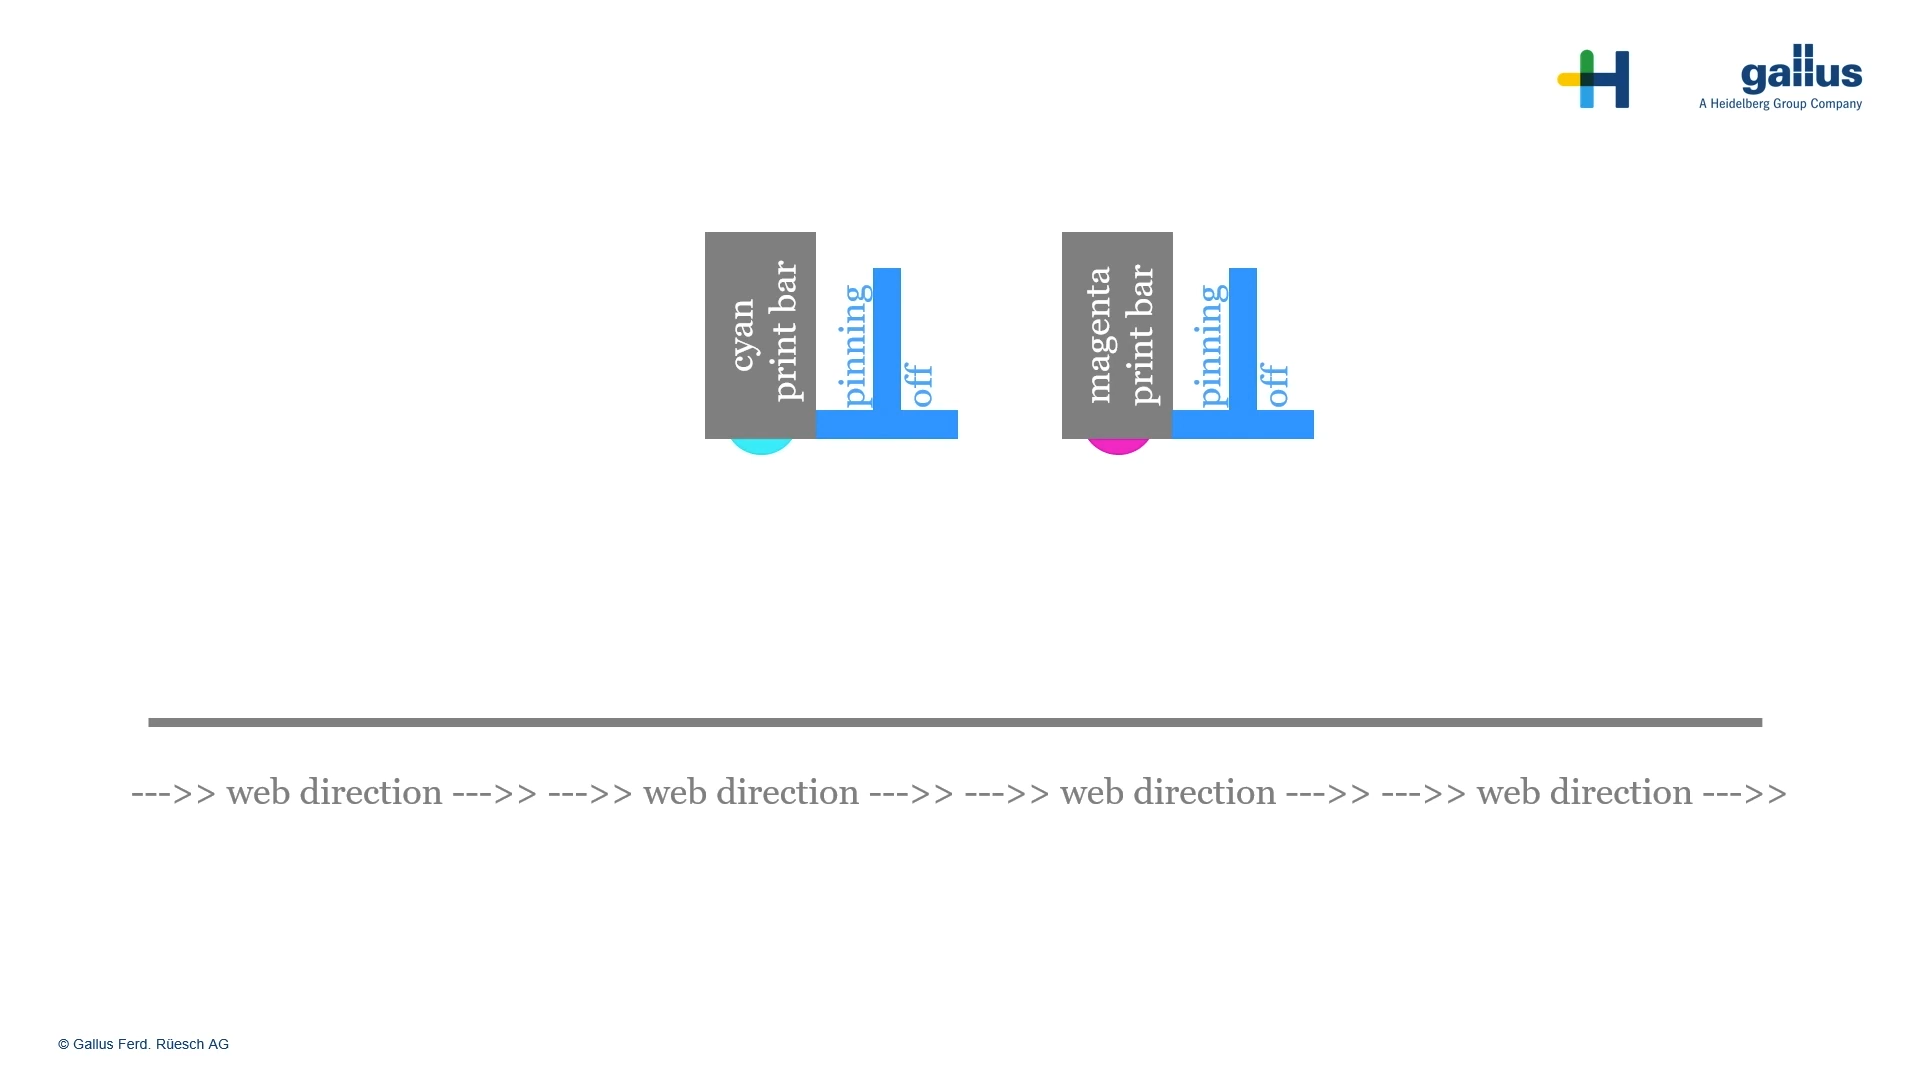 gallus
A Heidelberg Group Company
cyan
print bar
pinning
off
magenta
print bar
pinning
off
--->> web direction --->> --->> web direction --->> --->> web direction --->> --->> web direction --->>
© Gallus Ferd. Rüesch AG